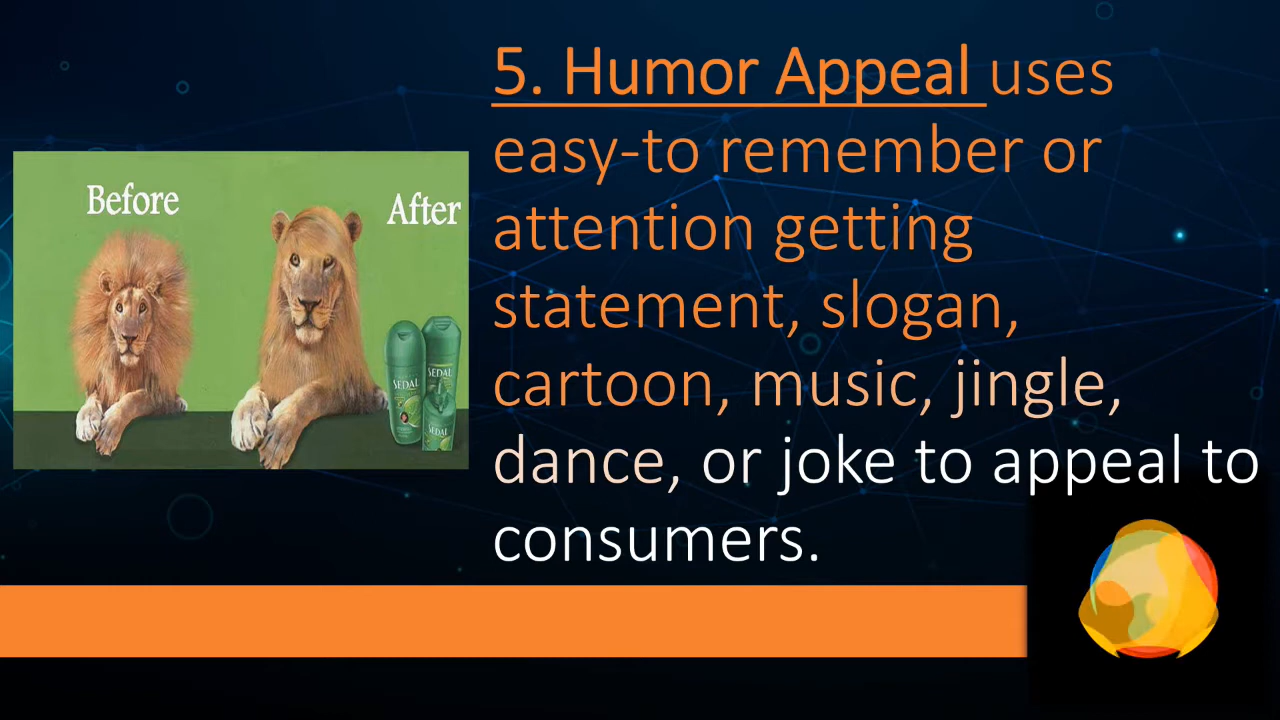 5. Humor Appeal uses
easy-to remember or
attention getting
statement, slogan,
cartoon, music, jingle,
dance, or joke to appeal to
consumers.
Before
After
SEDAL
SEDAL
SEDAL